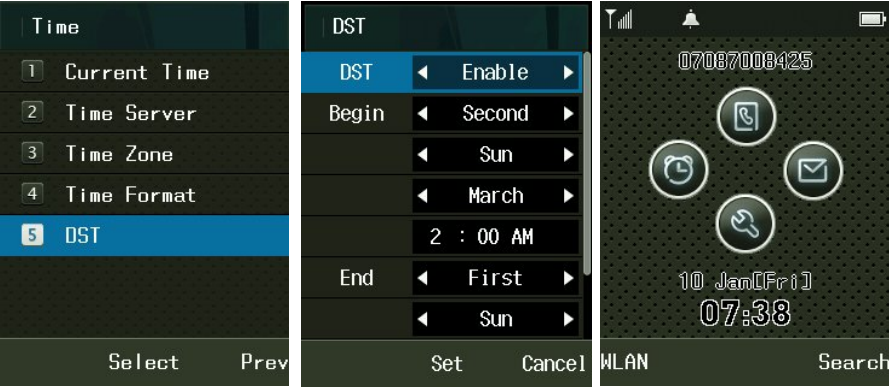 Time
1 Current Time
2 Time Server
3 Time Zone
4 Time Format
5 DST
Select Prev
DST
DST Enable
Begin Second
Sun
March
2 : 00 AM
End First
Sun
Set Cancel
07087008425
10 Jan[Fri]
07:38
WLAN Search